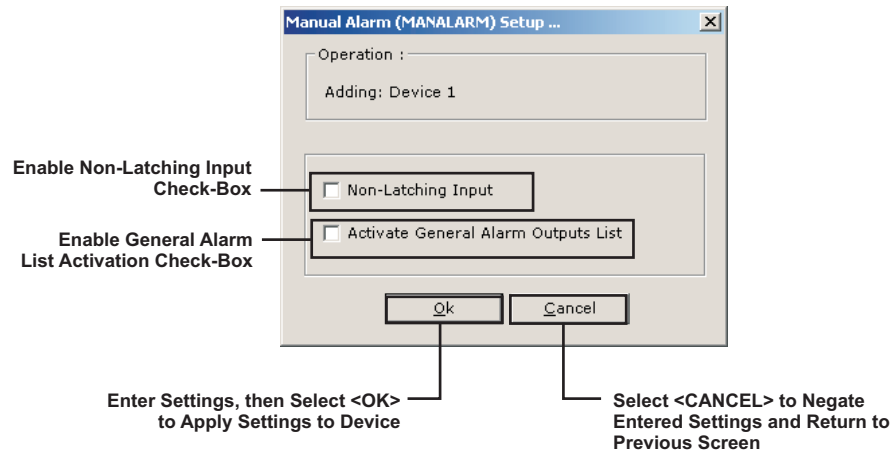 Manual Alarm (MANALARM) Setup ...
Operation :
Adding: Device 1
Enable Non-Latching Input
Check-Box
Non-Latching Input
Enable General Alarm
List Activation Check-Box
Activate General Alarm Outputs List
Ok
Cancel
Enter Settings, then Select <OK>
to Apply Settings to Device
Select <CANCEL> to Negate
Entered Settings and Return to
Previous Screen